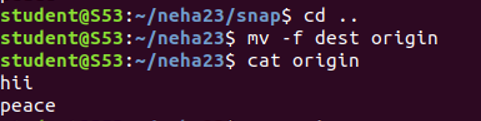 student@S53:~/neha23/snap$ cd ..
student@S53:~/neha23$ mv -f dest origin
student@S53:~/neha23$ cat origin
hii
peace